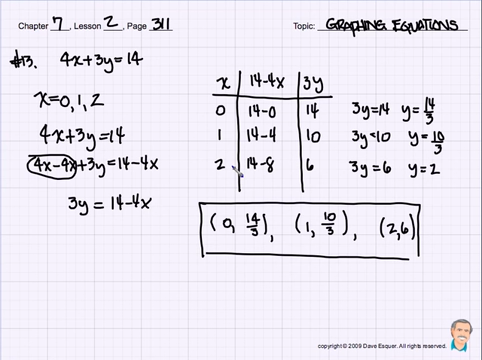 Chapter 7, Lesson 2, Page 311 Topic: GRAPHING EQUATIONS
#13. 4x+3y=14
x=0,1,2
4x+3y=14
4x-4x+3y=14-4x
3y=14-4x
x 14-4x 3y
0 14-0 14 3y=14 y=14/3
1 14-4 10 3y=10 y=10/3
2 14-8 6 3y=6 y=2
(0, 14/3), (1, 10/3), (2,6)
copyright © 2009 Dave Esquer. All rights reserved.